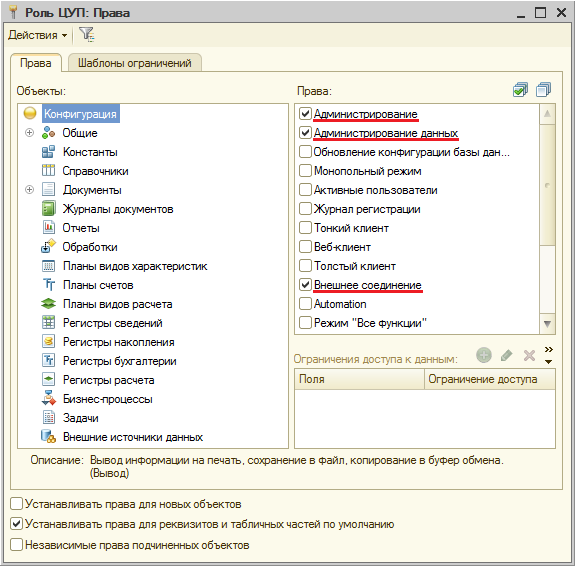 Роль ЦУП: Права
Действия
Права
Шаблоны ограничений
Объекты:
Конфигурация
Общие
Константы
Справочники
Документы
Журналы документов
Отчеты
Обработки
Планы видов характеристик
Планы счетов
Планы видов расчета
Регистры сведений
Регистры накопления
Регистры бухгалтерии
Регистры расчета
Бизнес-процессы
Задачи
Внешние источники данных
Права:
Администрирование
Администрирование данных
Обновление конфигурации базы дан...
Монопольный режим
Активные пользователи
Журнал регистрации
Тонкий клиент
Веб-клиент
Толстый клиент
Внешнее соединение
Automation
Режим "Все функции"
Ограничения доступа к данным:
Поля
Ограничение доступа
Описание: Вывод информации на печать, сохранение в файл, копирование в буфер обмена.
(Вывод)
Устанавливать права для новых объектов
Устанавливать права для реквизитов и табличных частей по умолчанию
Независимые права подчиненных объектов